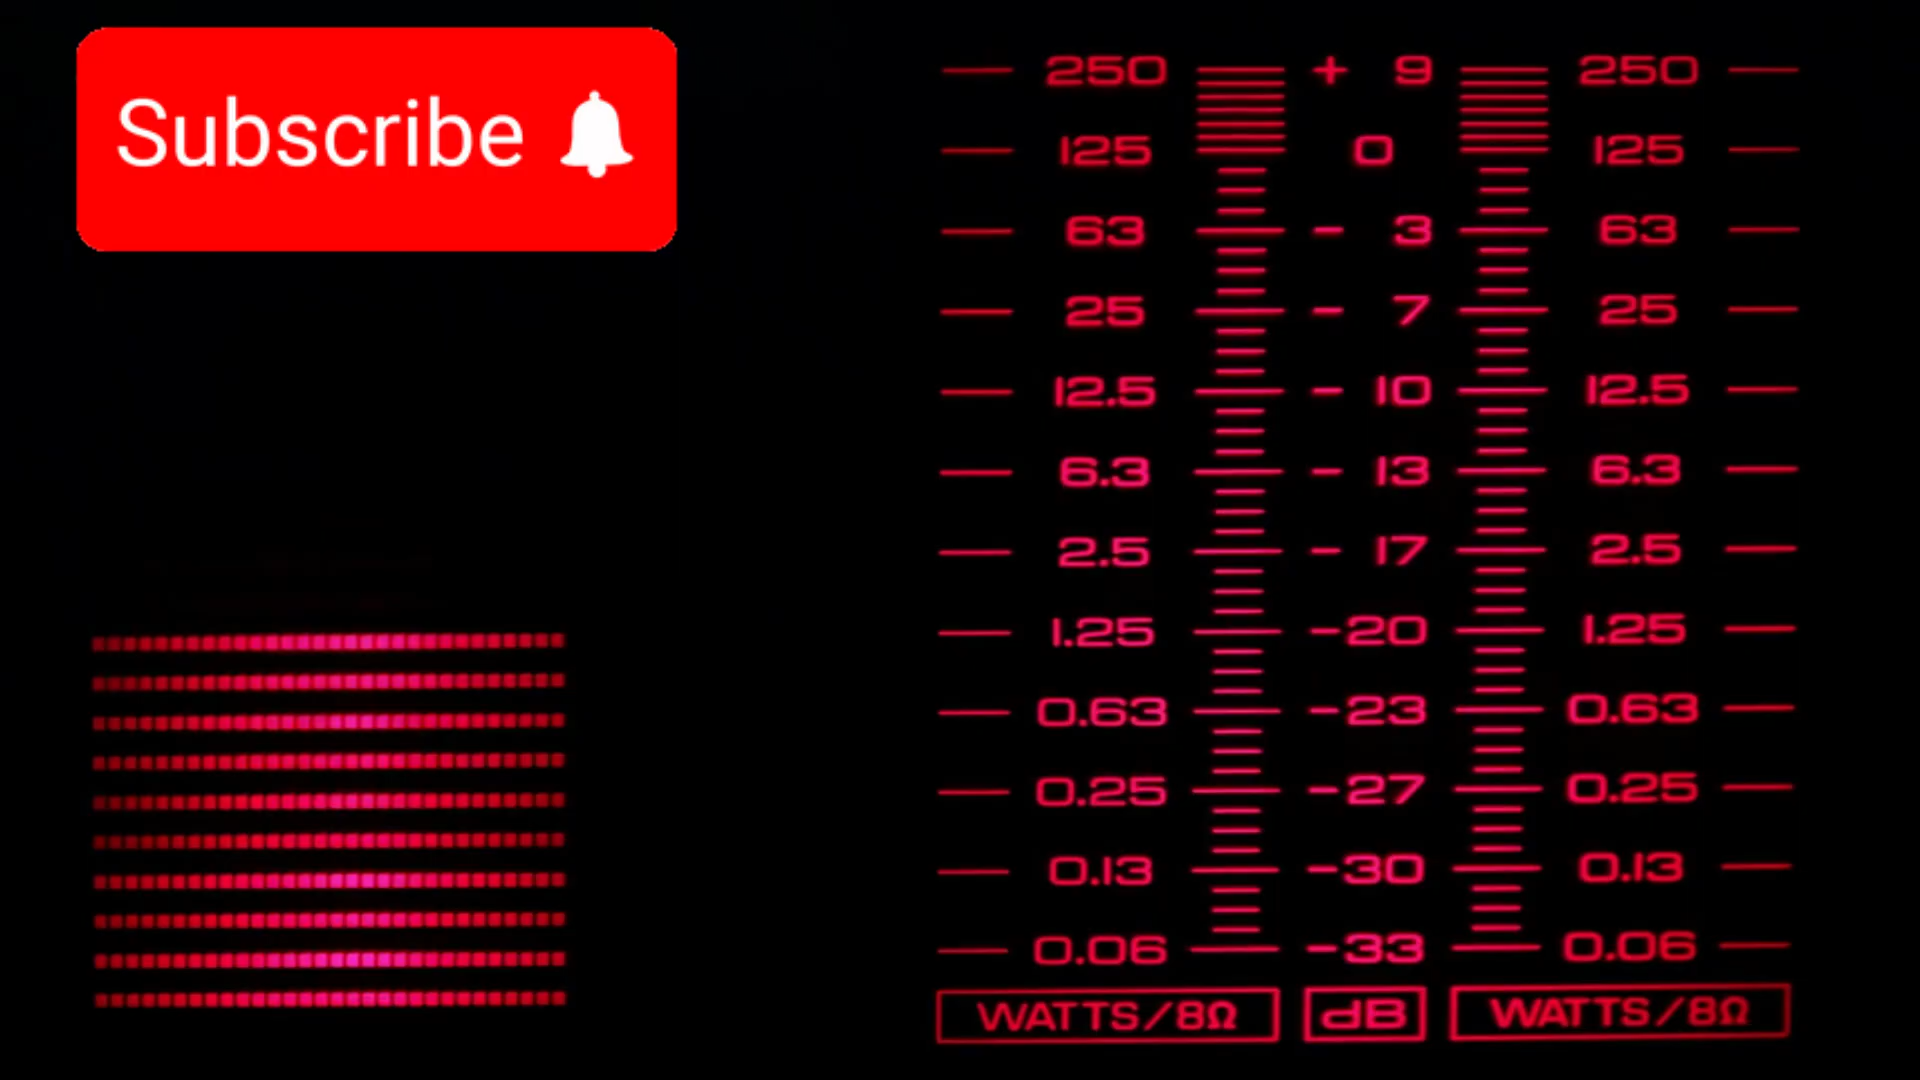 Subscribe
250 + 9 250
125 0 125
63 - 3 63
25 - 7 25
12.5 - 10 12.5
6.3 - 13 6.3
2.5 - 17 2.5
1.25 -20 1.25
0.63 -23 0.63
0.25 -27 0.25
0.13 -30 0.13
0.06 -33 0.06
WATTS/8Ω dB WATTS/8Ω